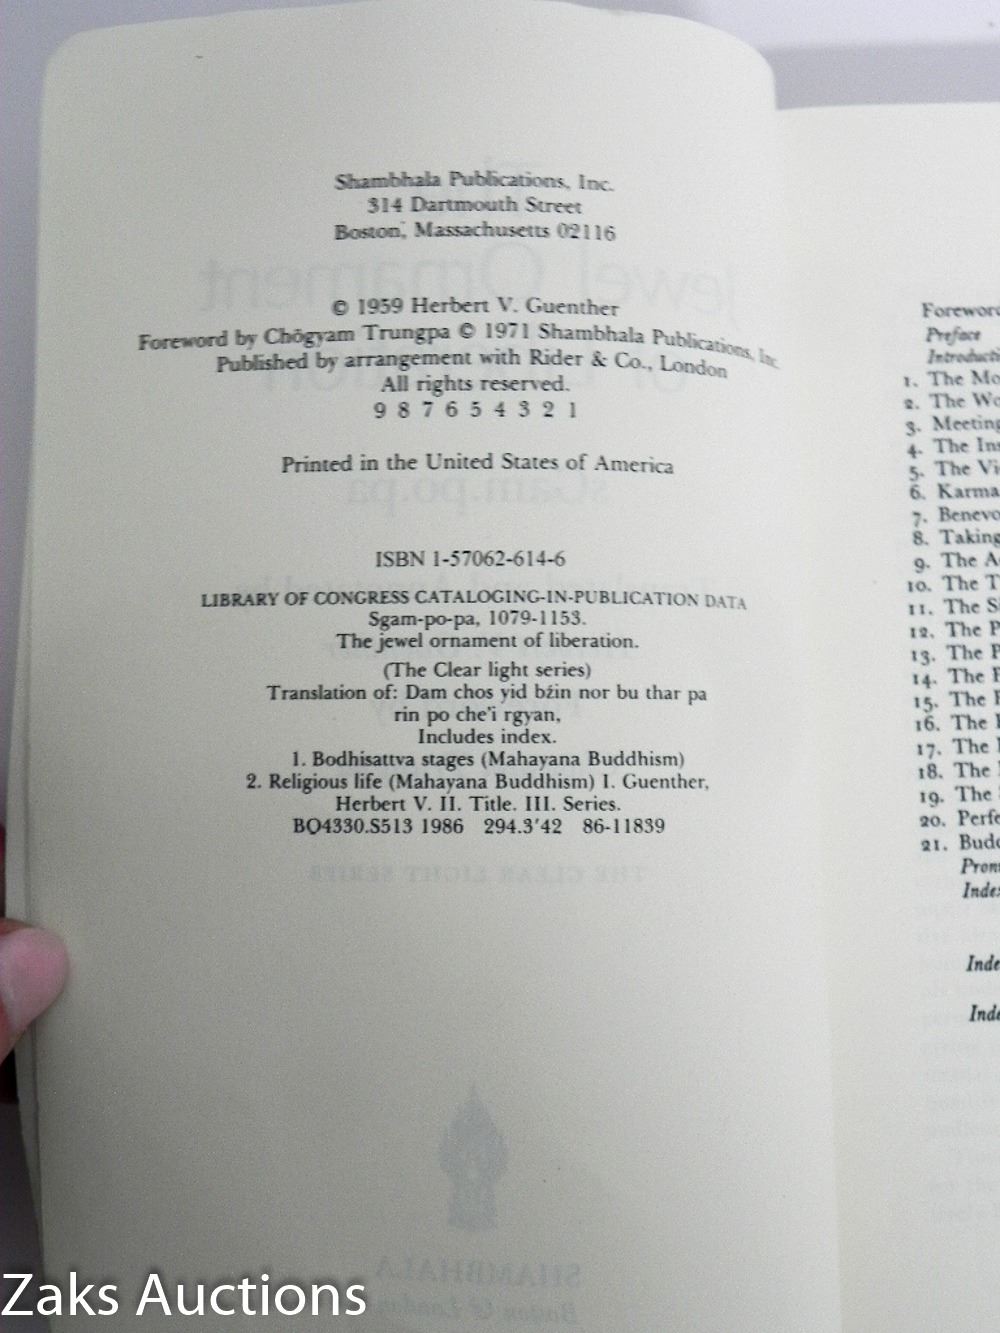 Shambhala Publications, Inc.
314 Dartmouth Street
Boston, Massachusetts 02116
© 1959 Herbert V. Guenther
Foreword by Chögyam Trungpa © 1971 Shambhala Publications, Inc.
Published by arrangement with Rider & Co., London
All rights reserved.
9 8 7 6 5 4 3 2 1
Printed in the United States of America
ISBN 1-57062-614-6
LIBRARY OF CONGRESS CATALOGING-IN-PUBLICATION DATA
Sgam-po-pa, 1079-1153.
The jewel ornament of liberation.
(The Clear light series)
Translation of: Dam chos yid bźin nor bu thar pa
rin po che'i rgyan,
Includes index.
1. Bodhisattva stages (Mahayana Buddhism)
2. Religious life (Mahayana Buddhism) I. Guenther,
Herbert V. II. Title. III. Series.
BQ4330.S513 1986 294.3'42 86-11839
Foreword
Preface
Introducti
1. The Mo
2. The Wo
3. Meeting
4. The Ins
5. The Vi
6. Karma
7. Benevo
8. Taking
9. The A
10. The T
11. The S
12. The P
13. The P
14. The P
15. The P
16. The P
17. The
18. The
19. The
20. Perfe
21. Budd
Pron
Index
Inde
Inde
Zaks Auctions